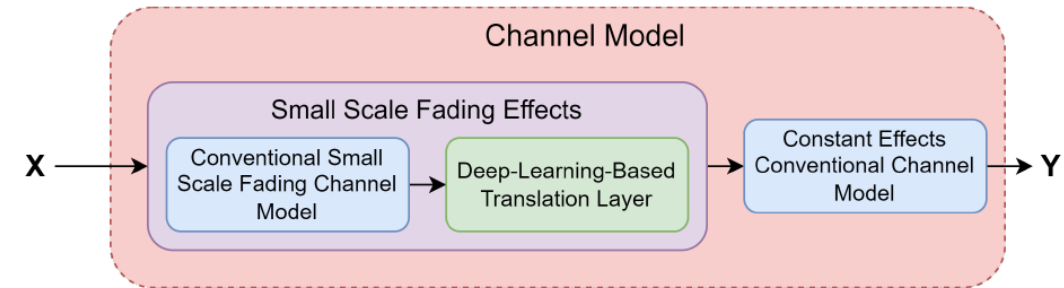 Channel Model
Small Scale Fading Effects
X
Conventional Small
Scale Fading Channel
Model
Deep-Learning-Based
Translation Layer
Constant Effects
Conventional Channel
Model
Y